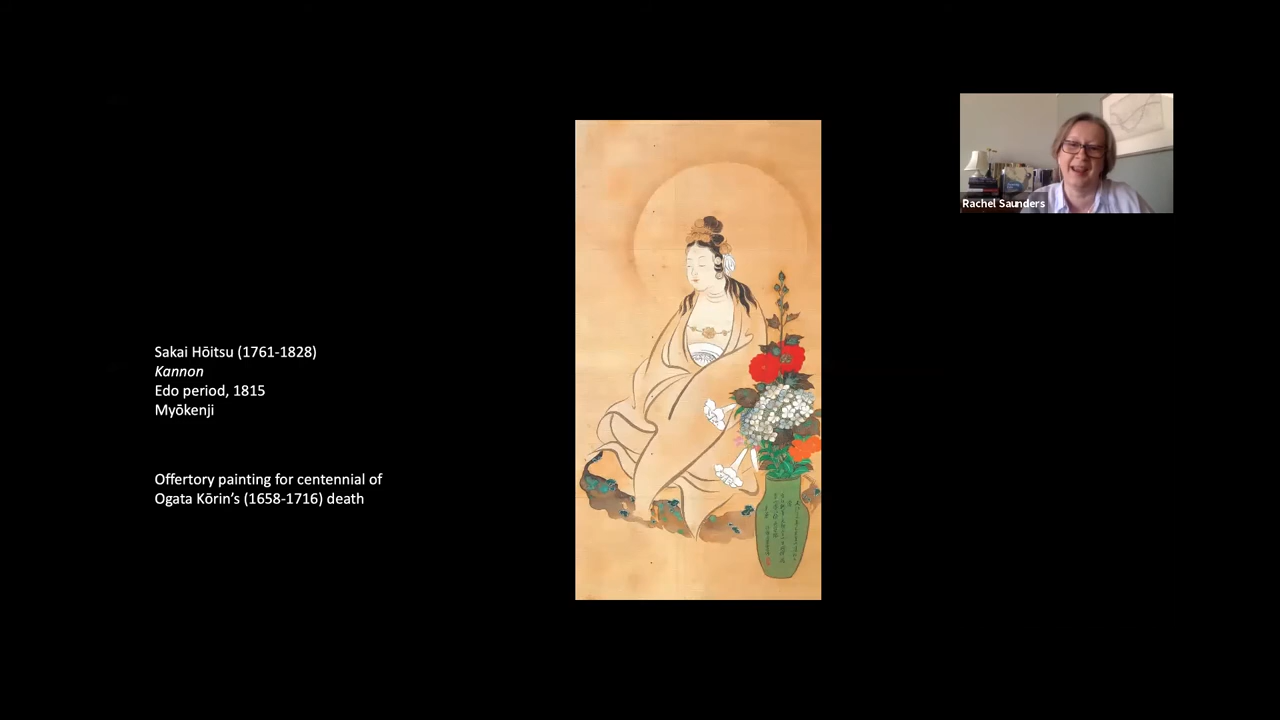 Sakai Hōitsu (1761-1828)
Kannon
Edo period, 1815
Myōkenji
Offertory painting for centennial of
Ogata Kōrin’s (1658-1716) death
Rachel Saunders